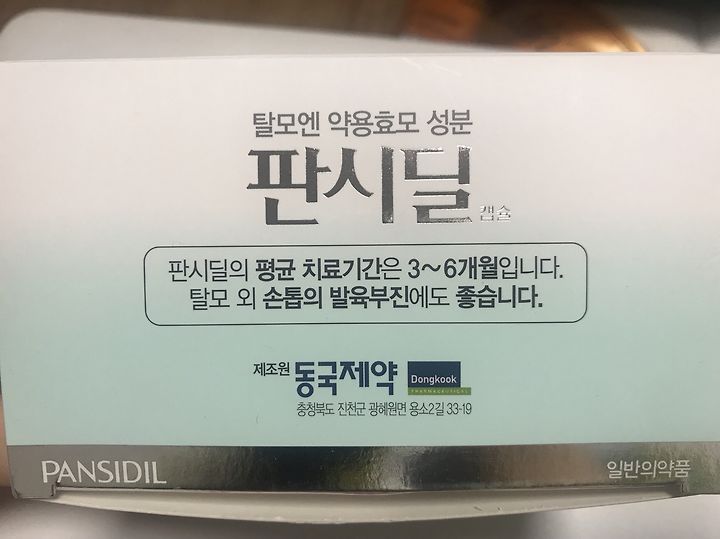 탈모엔 약용효모 성분
판시딜 캡슐
판시딜의 평균 치료기간은 3~6개월입니다.
탈모 외 손톱의 발육부진에도 좋습니다.
제조원 동국제약 Dongkook PHARMACEUTICAL
충청북도 진천군 광혜원면 용소2길 33-19
PANSIDIL 일반의약품